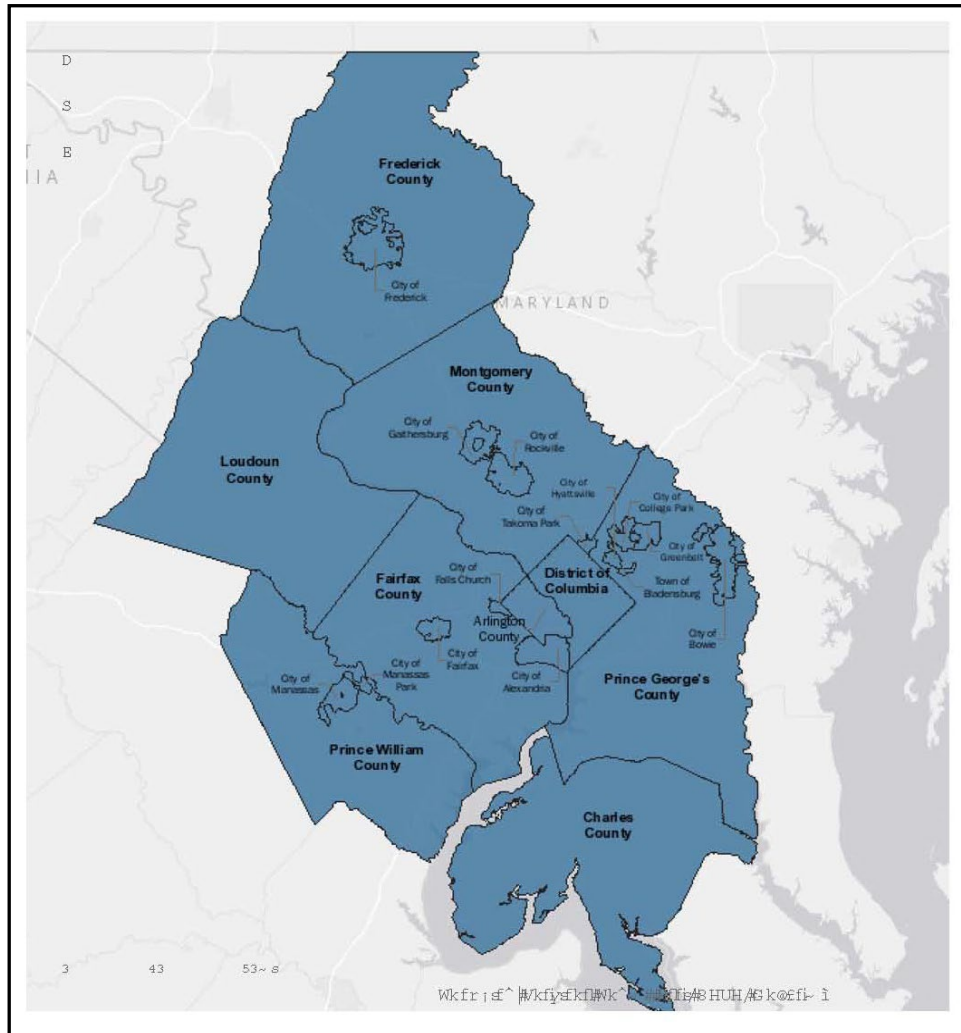 D
S
E
T
IIA
Frederick
County
City of
Frederick
MARYLAND
Montgomery
County
City of
Gaithersburg
City of
Rockville
Loudoun
County
City of
Hyattsville
City of
College Park
City of
Takoma Park
City of
Greenbelt
City of
Falls Church
Fairfax
County
District of
Columbia
Town of
Bladensburg
Arlington
County
City of
Bowie
City of
Fairfax
City of
Manassas
City of
Manassas
Park
City of
Alexandria
Prince George's
County
Prince William
County
Charles
County
3 43 53~s